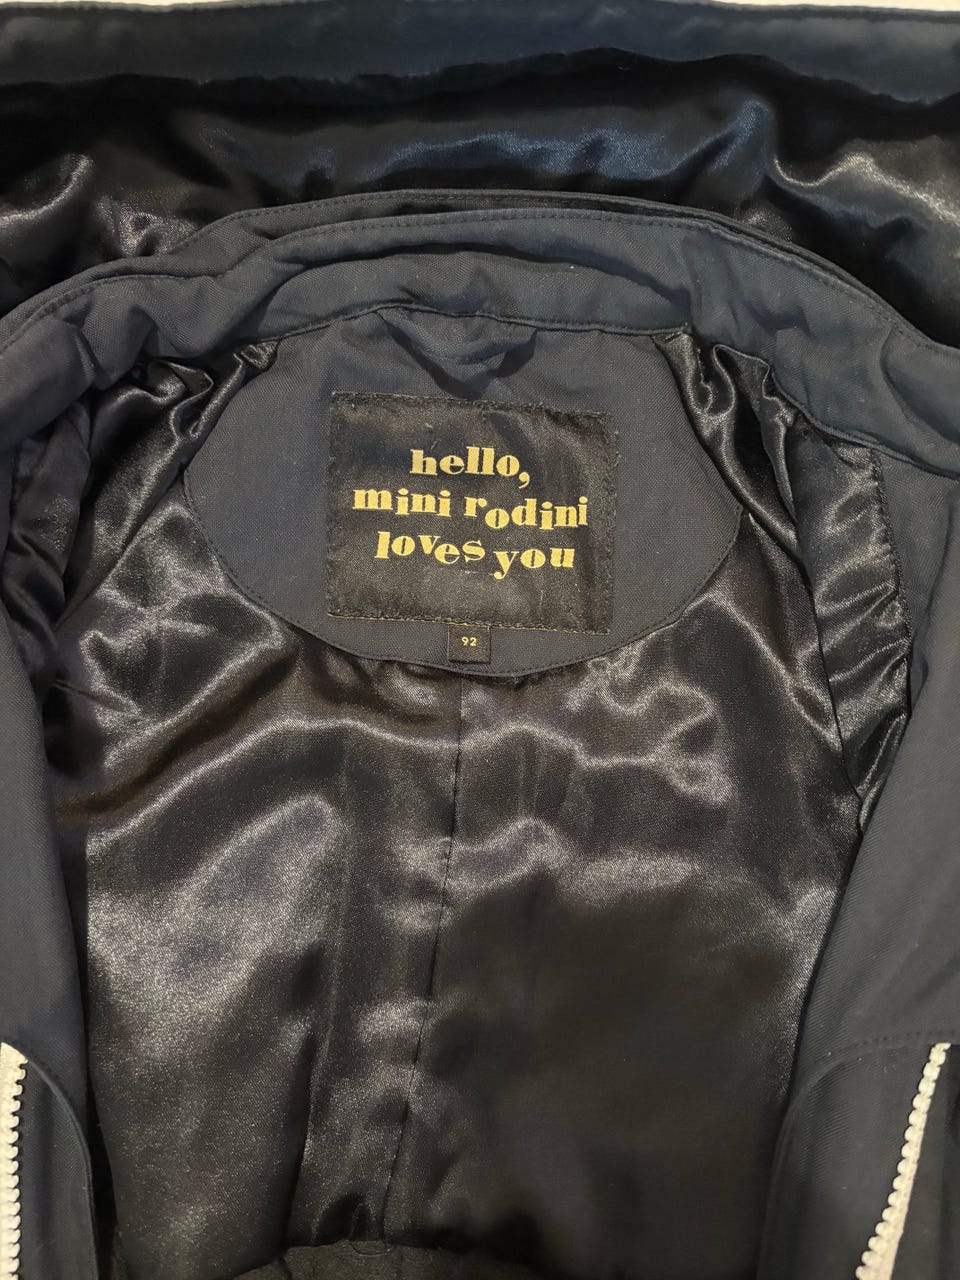 hello,
mini rodini
loves you
92